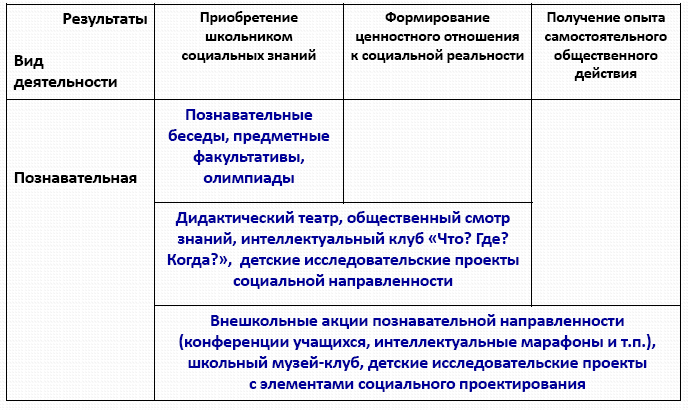 Результаты
Вид
деятельности
Приобретение
школьником
социальных знаний
Формирование
ценностного отношения
к социальной реальности
Получение опыта
самостоятельного
общественного
действия
Познавательная
Познавательные
беседы, предметные
факультативы,
олимпиады
Дидактический театр, общественный смотр
знаний, интеллектуальный клуб «Что? Где?
Когда?», детские исследовательские проекты
социальной направленности
Внешкольные акции познавательной направленности
(конференции учащихся, интеллектуальные марафоны и т.п.),
школьный музей-клуб, детские исследовательские проекты
с элементами социального проектирования